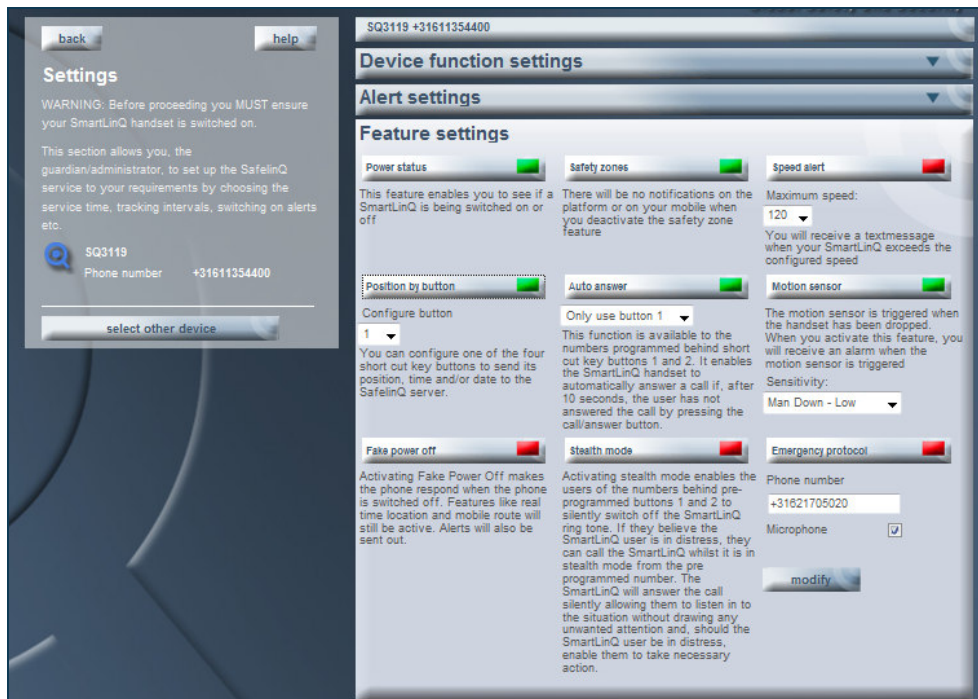 back
help
Settings
WARNING: Before proceeding you MUST ensure
your SmartLinQ handset is switched on.
This section allows you, the
guardian/administrator, to set up the SafelinQ
service to your requirements by choosing the
service time, tracking intervals, switching on alerts
etc.
SQ3119
Phone number +31611354400
select other device
SQ3119 +31611354400
Device function settings
Alert settings
Feature settings
Power status
This feature enables you to see if a
SmartLinQ is being switched on or
off
Safety zones
There will be no notifications on the
platform or on your mobile when
you deactivate the safety zone
feature
Speed alert
Maximum speed:
120
You will receive a textmessage
when your SmartLinQ exceeds the
configured speed
Position by button
Configure button
1
You can configure one of the four
short cut key buttons to send its
position, time and/or date to the
SafelinQ server.
Auto answer
Only use button 1
This function is available to the
numbers programmed behind short
cut key buttons 1 and 2. It enables
the SmartLinQ handset to
automatically answer a call if, after
10 seconds, the user has not
answered the call by pressing the
call/answer button.
Motion sensor
The motion sensor is triggered when
the handset has been dropped.
When you activate this feature, you
will receive an alarm when the
motion sensor is triggered
Sensitivity:
Man Down - Low
Fake power off
Activating Fake Power Off makes
the phone respond when the phone
is switched off. Features like real
time location and mobile route will
still be active. Alerts will also be
sent out.
Stealth mode
Activating stealth mode enables the
users of the numbers behind pre-
programmed buttons 1 and 2 to
silently switch off the SmartLinQ
ring tone. If they believe the
SmartLinQ user is in distress, they
can call the SmartLinQ whilst it is in
stealth mode from the pre
programmed number. The
SmartLinQ will answer the call
silently allowing them to listen in to
the situation without drawing any
unwanted attention and, should the
SmartLinQ user be in distress,
enable them to take necessary
action.
Emergency protocol
Phone number
+31621705020
Microphone
modify